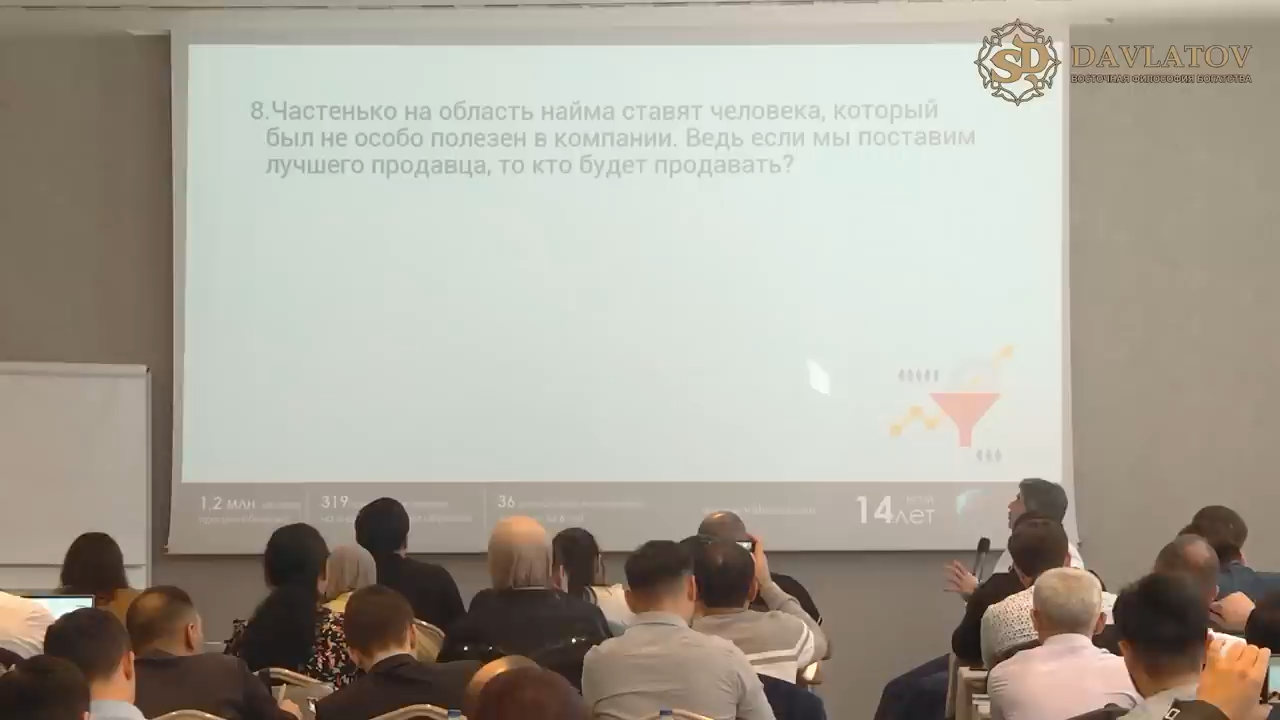 DAVLATOV
ВОСТОЧНАЯ ФИЛОСОФИЯ БОГАТСТВА
8.Частенько на область найма ставят человека, который
был не особо полезен в компании. Ведь если мы поставим
лучшего продавца, то кто будет продавать?
1,2 млн
319
36
14 лет